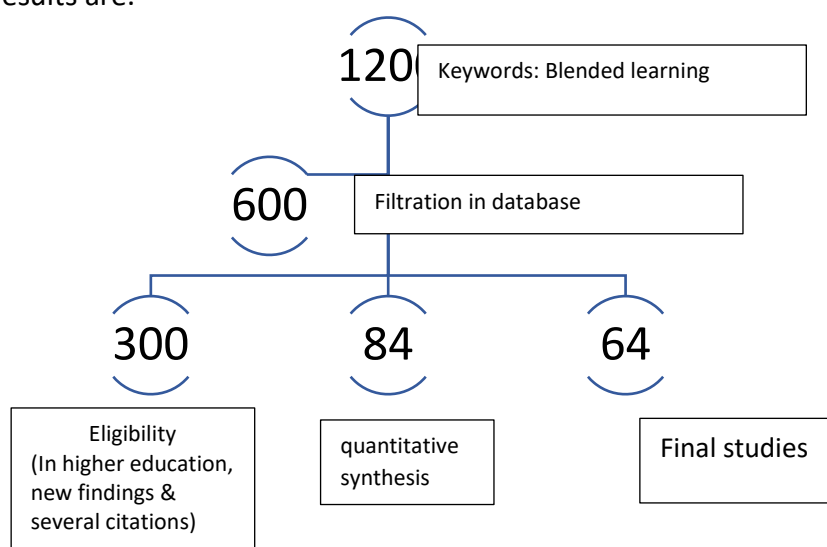 esults are:
120
Keywords: Blended learning
600
Filtration in database
300
84
64
Eligibility
(In higher education,
new findings &
several citations)
quantitative
synthesis
Final studies